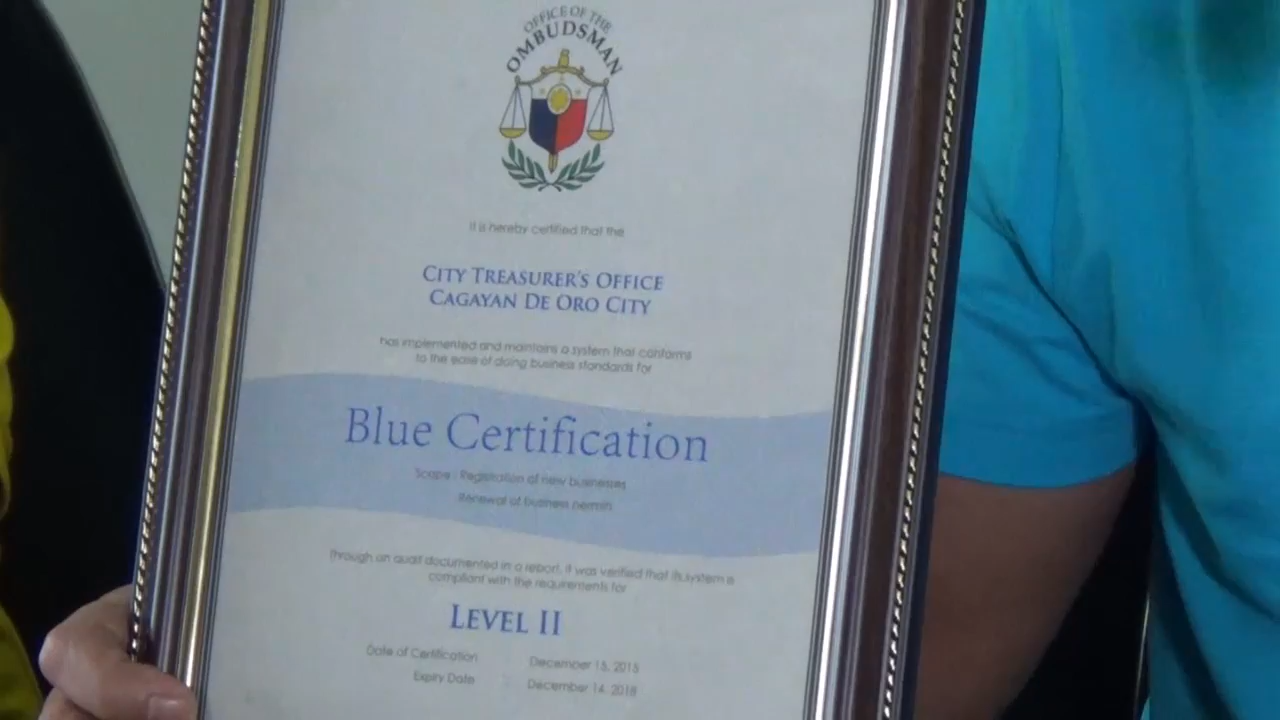 OFFICE OF THE
OMBUDSMAN
It is hereby certified that the
CITY TREASURER'S OFFICE
CAGAYAN DE ORO CITY
has implemented and maintains a system that conforms
to the ease of doing business standards for
Blue Certification
Scope : Registration of new businesses
Renewal of business permits
Through an audit documented in a report, it was verified that its system is
compliant with the requirements for
LEVEL II
Date of Certification December 15, 2015
Expiry Date December 14, 2018